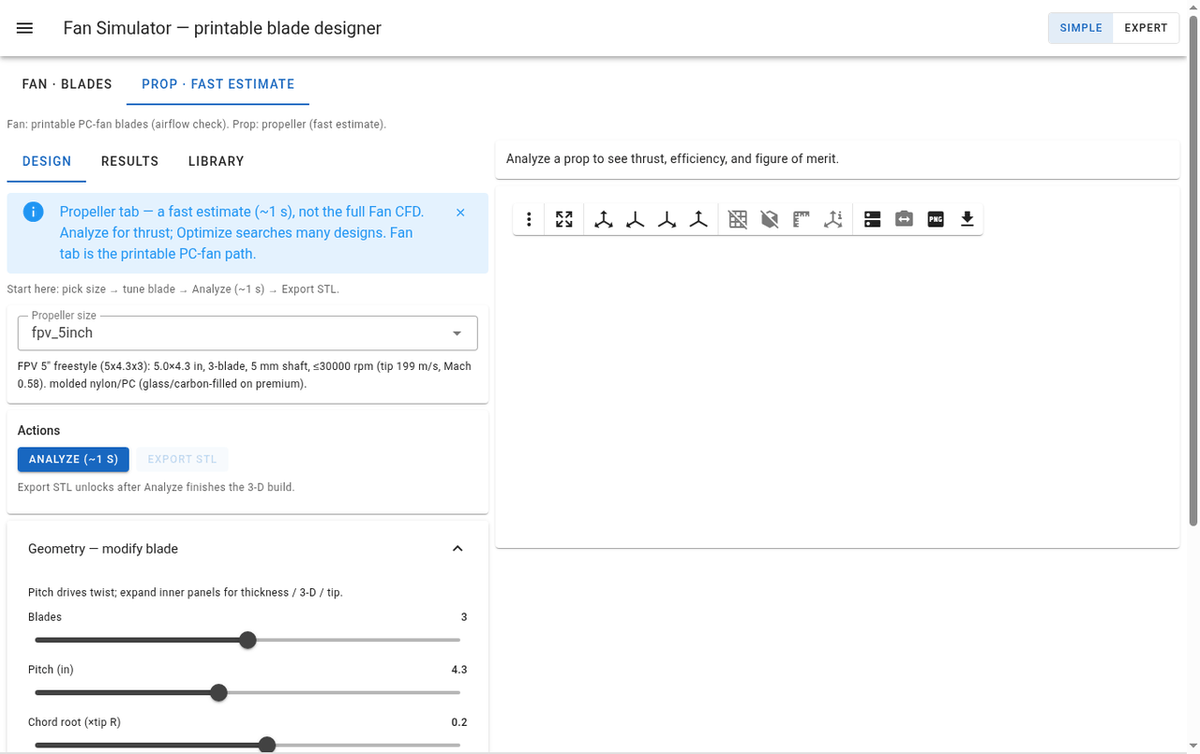 Fan Simulator — printable blade designer
SIMPLE
EXPERT
FAN · BLADES
PROP · FAST ESTIMATE
Fan: printable PC-fan blades (airflow check). Prop: propeller (fast estimate).
DESIGN
RESULTS
LIBRARY
Propeller tab — a fast estimate (~1 s), not the full Fan CFD.
Analyze for thrust; Optimize searches many designs. Fan
tab is the printable PC-fan path.
Start here: pick size → tune blade → Analyze (~1 s) → Export STL.
Propeller size
fpv_5inch
FPV 5" freestyle (5x4.3x3): 5.0×4.3 in, 3-blade, 5 mm shaft, ≤30000 rpm (tip 199 m/s, Mach
0.58). molded nylon/PC (glass/carbon-filled on premium).
Actions
ANALYZE (~1 S)
EXPORT STL
Export STL unlocks after Analyze finishes the 3-D build.
Geometry — modify blade
Pitch drives twist; expand inner panels for thickness / 3-D / tip.
Blades 3
Pitch (in) 4.3
Chord root (×tip R) 0.2
Analyze a prop to see thrust, efficiency, and figure of merit.
PNG